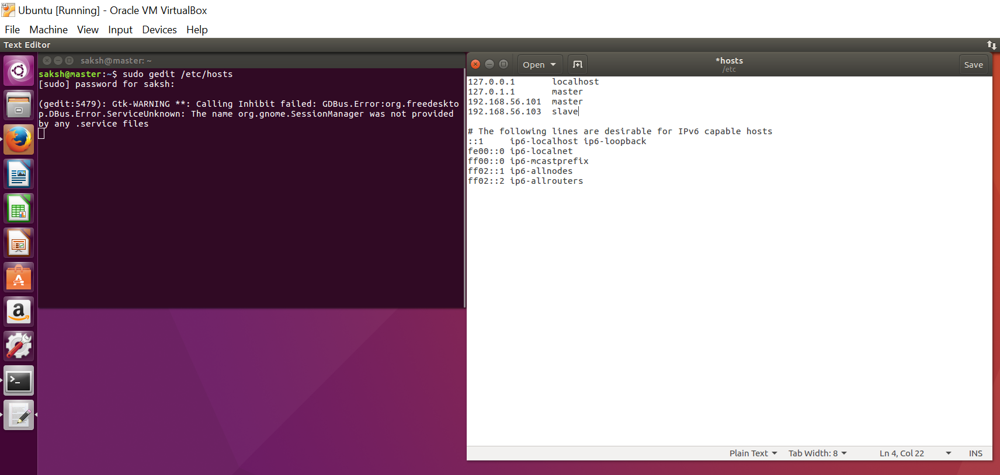 Ubuntu [Running] - Oracle VM VirtualBox
File Machine View Input Devices Help
Text Editor
saksh@master: ~
saksh@master:~$ sudo gedit /etc/hosts
[sudo] password for saksh:
(gedit:5479): Gtk-WARNING **: Calling Inhibit failed: GDBus.Error:org.freedeskto
p.DBus.Error.ServiceUnknown: The name org.gnome.SessionManager was not provided
by any .service files
Open
*hosts
/etc
Save
127.0.0.1 localhost
127.0.1.1 master
192.168.56.101 master
192.168.56.103 slave
# The following lines are desirable for IPv6 capable hosts
::1 ip6-localhost ip6-loopback
fe00::0 ip6-localnet
ff00::0 ip6-mcastprefix
ff02::1 ip6-allnodes
ff02::2 ip6-allrouters
Plain Text Tab Width: 8 Ln 4, Col 22 INS